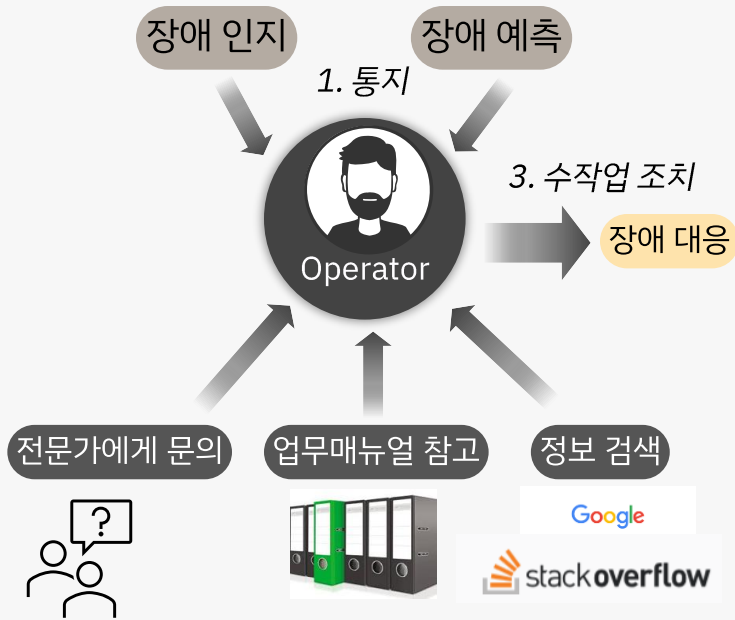 장애 인지
장애 예측
1. 통지
3. 수작업 조치
장애 대응
Operator
전문가에게 문의
업무매뉴얼 참고
정보 검색
?
Google
stackoverflow